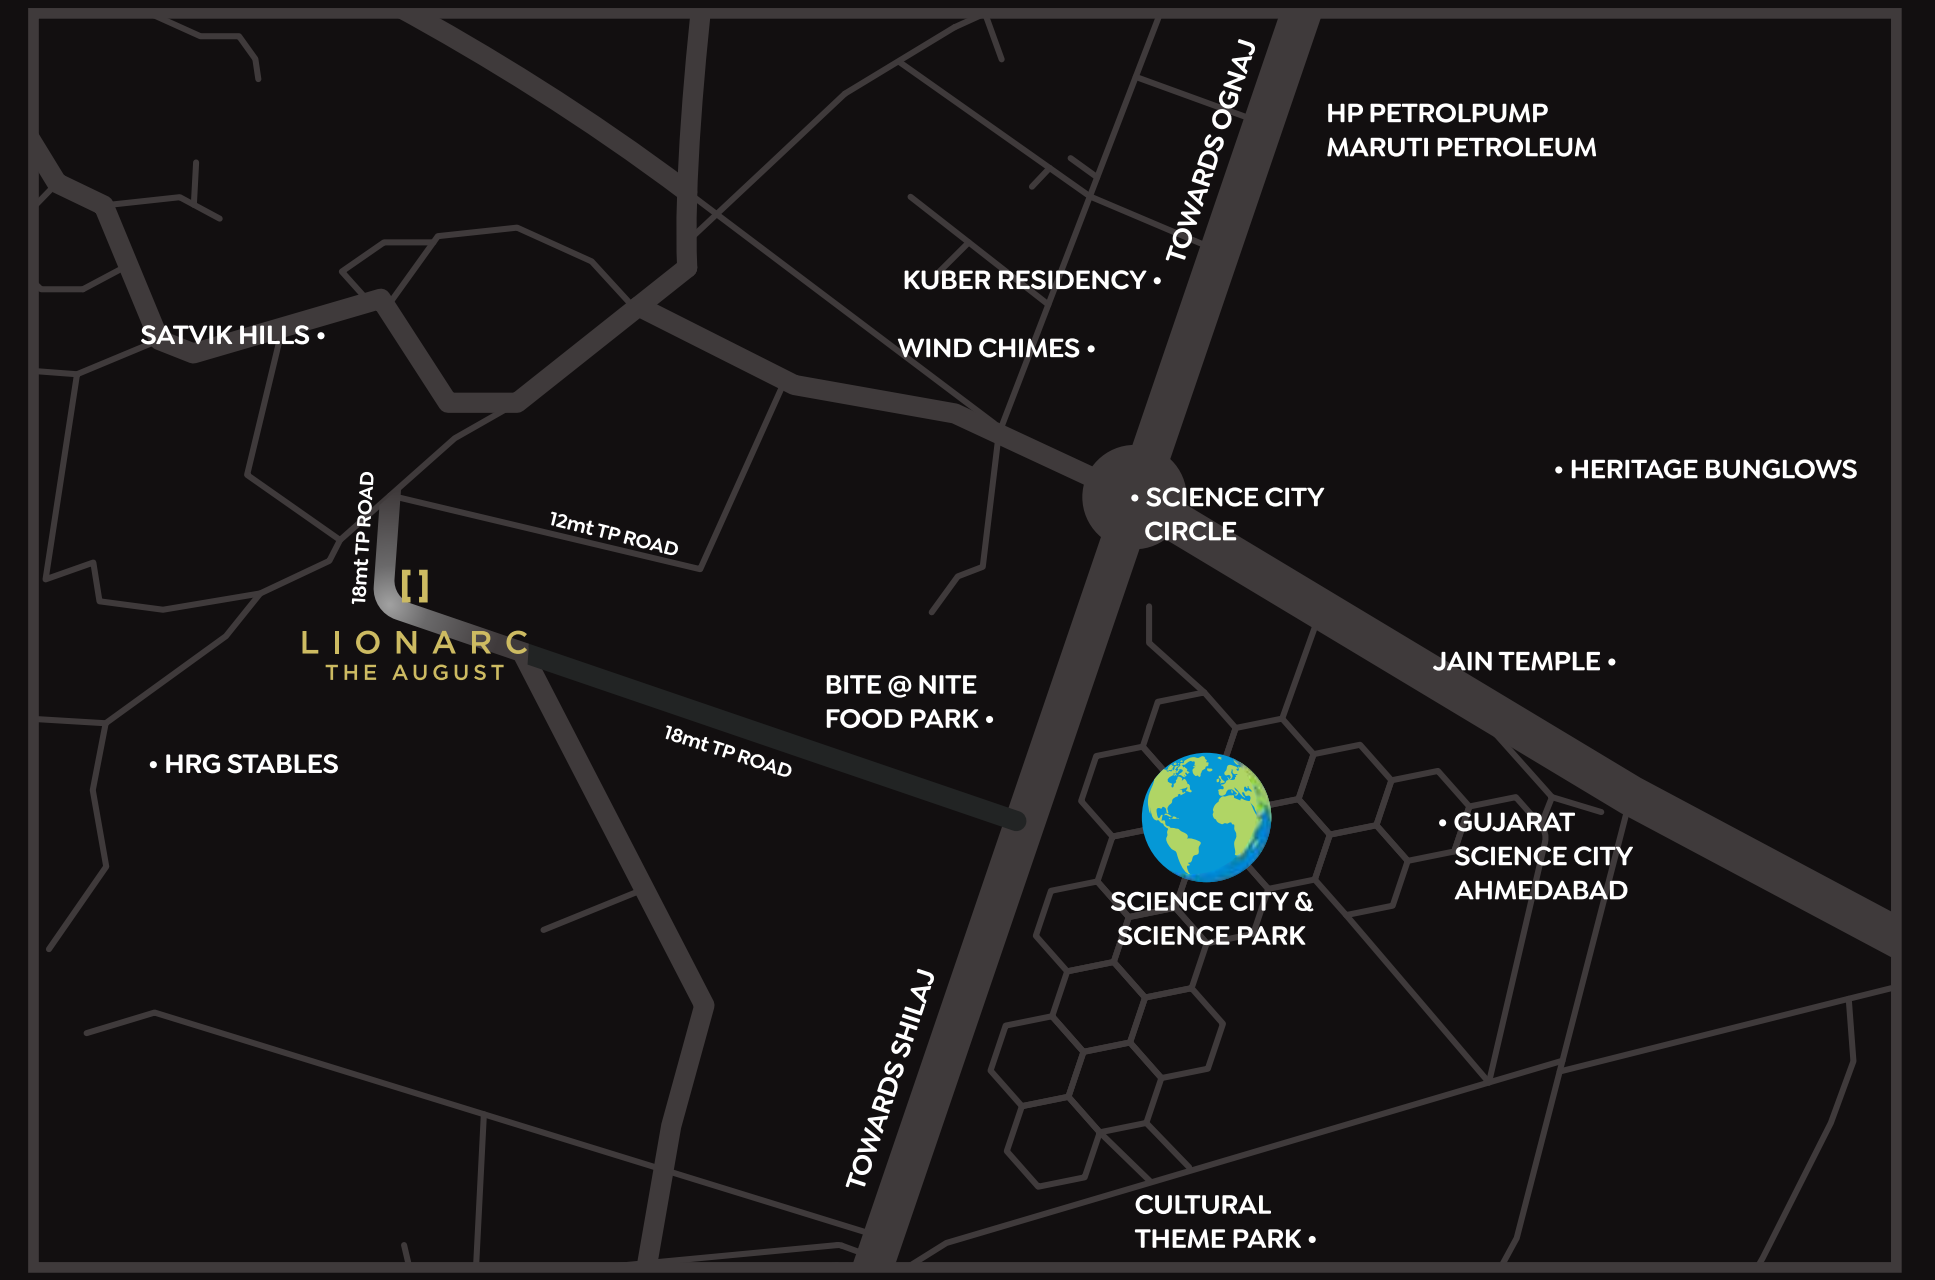 TOWARDS OGNAJ
HP PETROLPUMP
MARUTI PETROLEUM
KUBER RESIDENCY •
SATVIK HILLS •
WIND CHIMES •
• HERITAGE BUNGLOWS
• SCIENCE CITY
CIRCLE
18mt TP ROAD
12mt TP ROAD
[ ]
LIONARC
THE AUGUST
JAIN TEMPLE •
BITE @ NITE
FOOD PARK •
18mt TP ROAD
• HRG STABLES
• GUJARAT
SCIENCE CITY
AHMEDABAD
SCIENCE CITY &
SCIENCE PARK
TOWARDS SHILAJ
CULTURAL
THEME PARK •